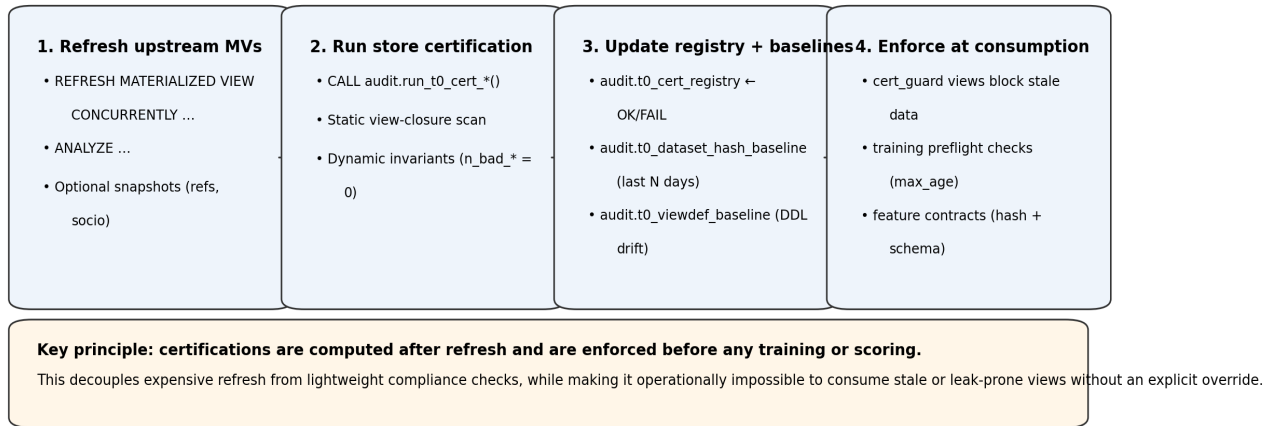 1. Refresh upstream MVs
• REFRESH MATERIALIZED VIEW
CONCURRENTLY ...
• ANALYZE ...
• Optional snapshots (refs,
socio)
2. Run store certification
• CALL audit.run_t0_cert_*()
• Static view-closure scan
• Dynamic invariants (n_bad_* =
0)
3. Update registry + baselines
• audit.t0_cert_registry ←
OK/FAIL
• audit.t0_dataset_hash_baseline
(last N days)
• audit.t0_viewdef_baseline (DDL
drift)
4. Enforce at consumption
• cert_guard views block stale
data
• training preflight checks
(max_age)
• feature contracts (hash +
schema)
Key principle: certifications are computed after refresh and are enforced before any training or scoring.
This decouples expensive refresh from lightweight compliance checks, while making it operationally impossible to consume stale or leak-prone views without an explicit override.